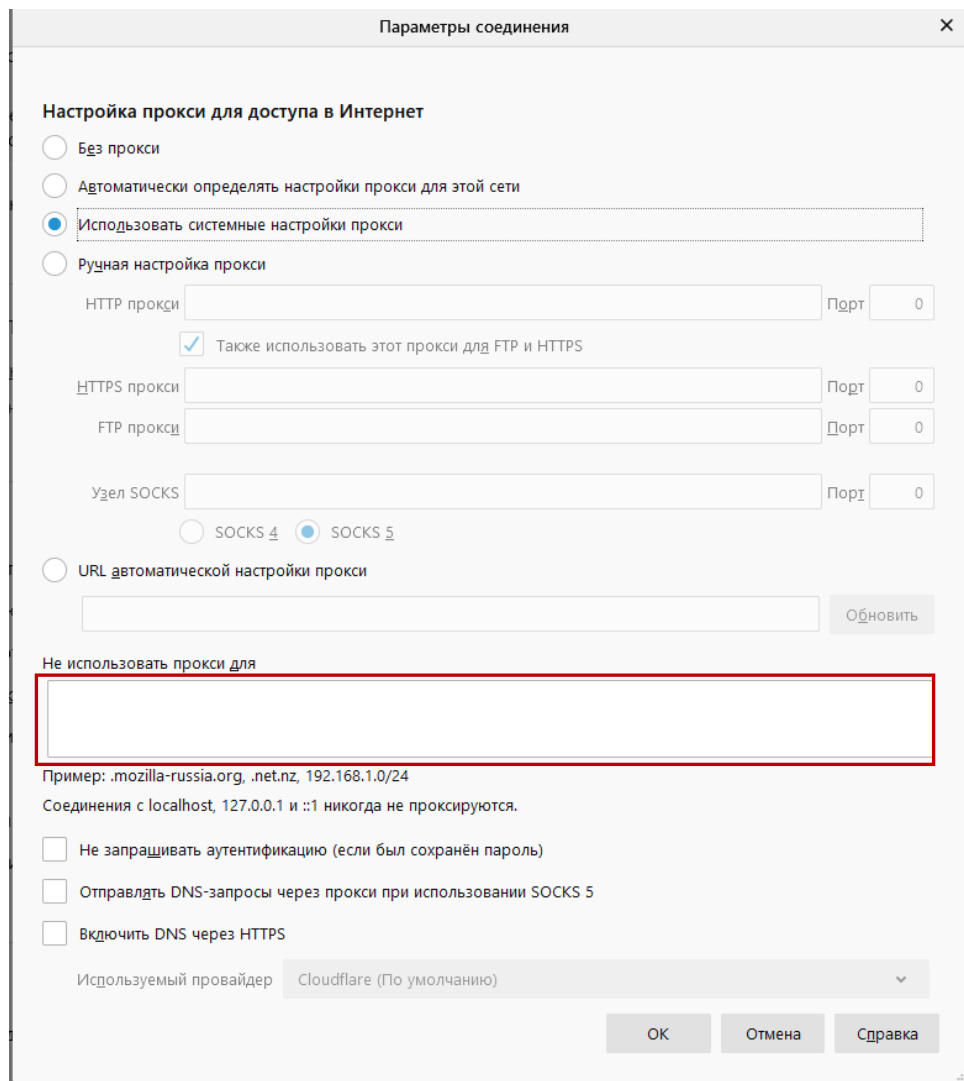 Параметры соединения
Настройка прокси для доступа в Интернет
Без прокси
Автоматически определять настройки прокси для этой сети
Использовать системные настройки прокси
Ручная настройка прокси
HTTP прокси Порт 0
Также использовать этот прокси для FTP и HTTPS
HTTPS прокси Порт 0
FTP прокси Порт 0
Узел SOCKS Порт 0
SOCKS 4 SOCKS 5
URL автоматической настройки прокси
Обновить
Не использовать прокси для
Пример: .mozilla-russia.org, .net.nz, 192.168.1.0/24
Соединения с localhost, 127.0.0.1 и ::1 никогда не проксируются.
Не запрашивать аутентификацию (если был сохранён пароль)
Отправлять DNS-запросы через прокси при использовании SOCKS 5
Включить DNS через HTTPS
Используемый провайдер Cloudflare (По умолчанию)
ОК Отмена Справка